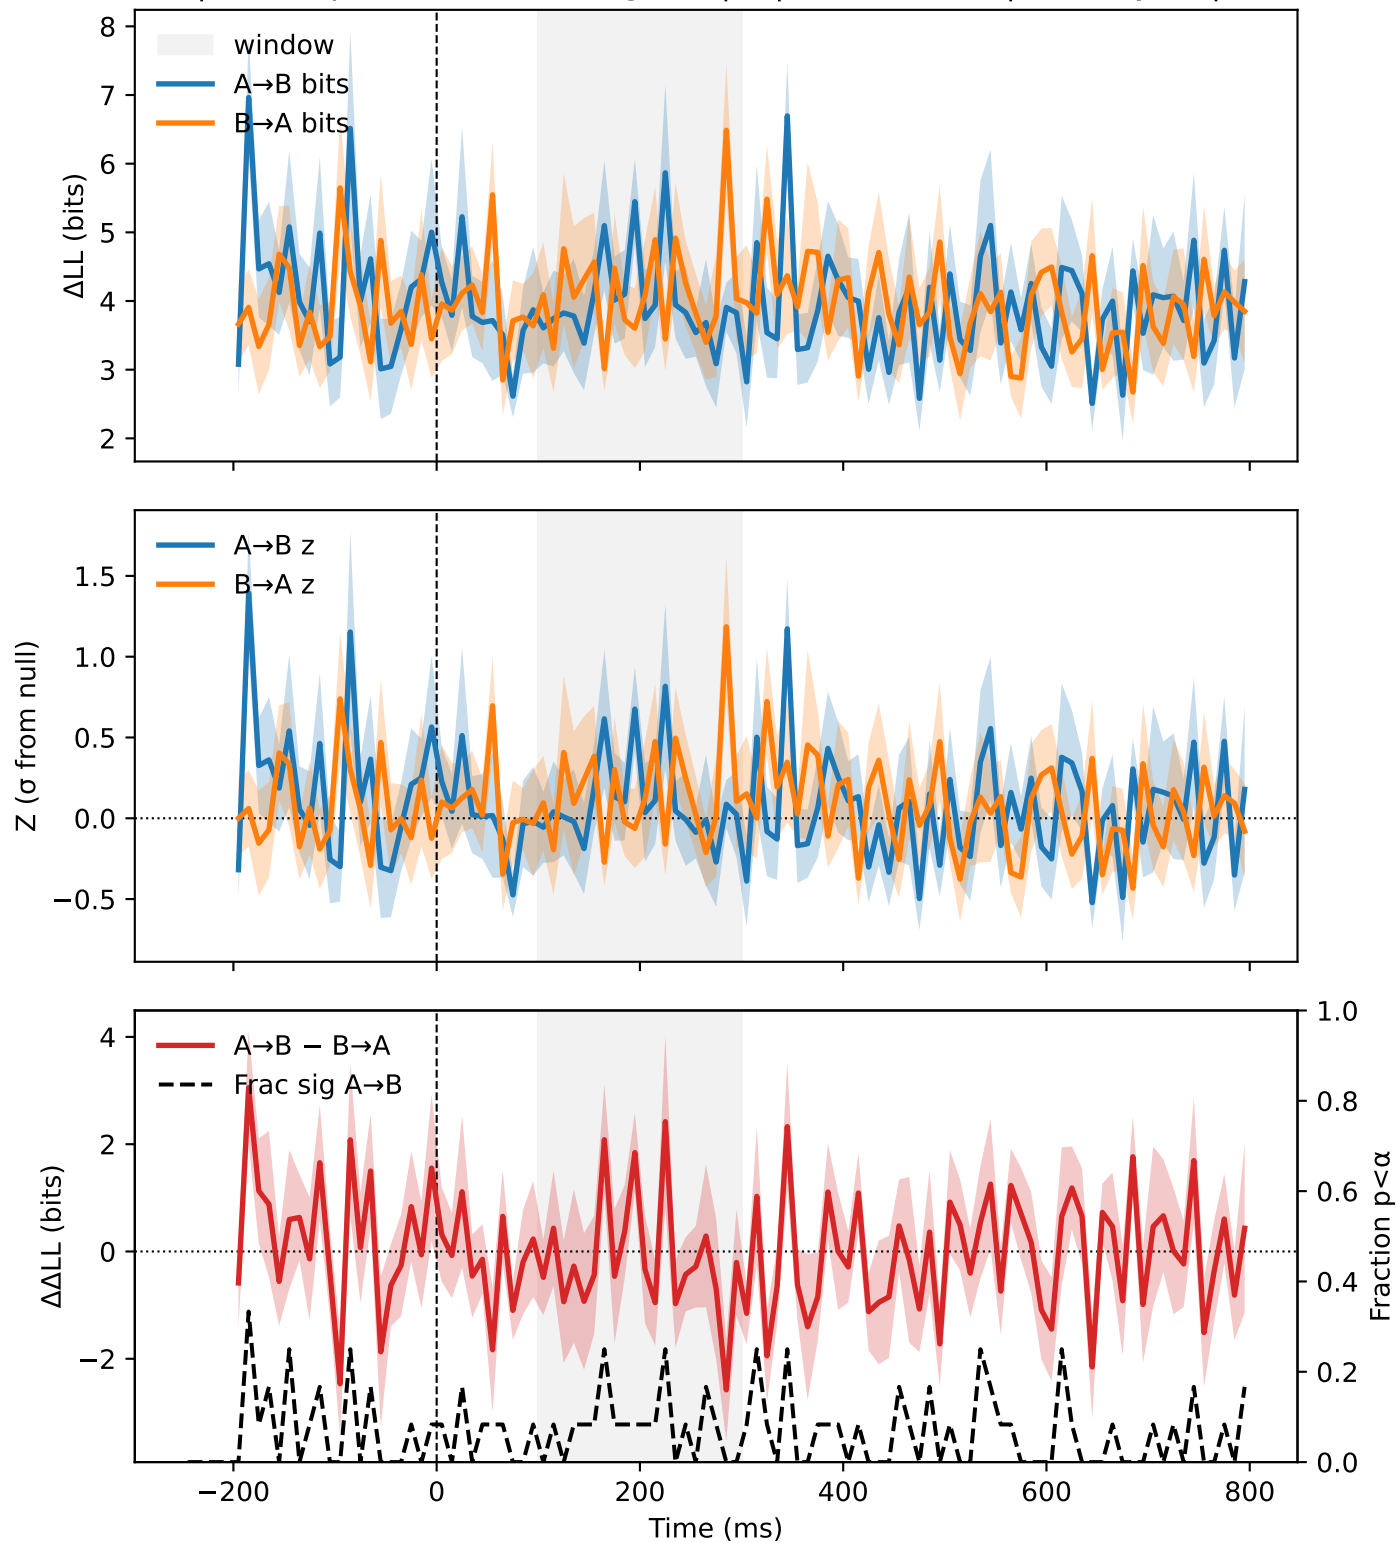 8
7
6
5
4
3
2
ΔLL (bits)
window
A→B bits
B→A bits
1.5
1.0
0.5
0.0
−0.5
Z (σ from null)
A→B z
B→A z
4
2
0
−2
ΔΔLL (bits)
A→B − B→A
Frac sig A→B
1.0
0.8
0.6
0.4
0.2
0.0
Fraction p<α
−200
0
200
400
600
800
Time (ms)